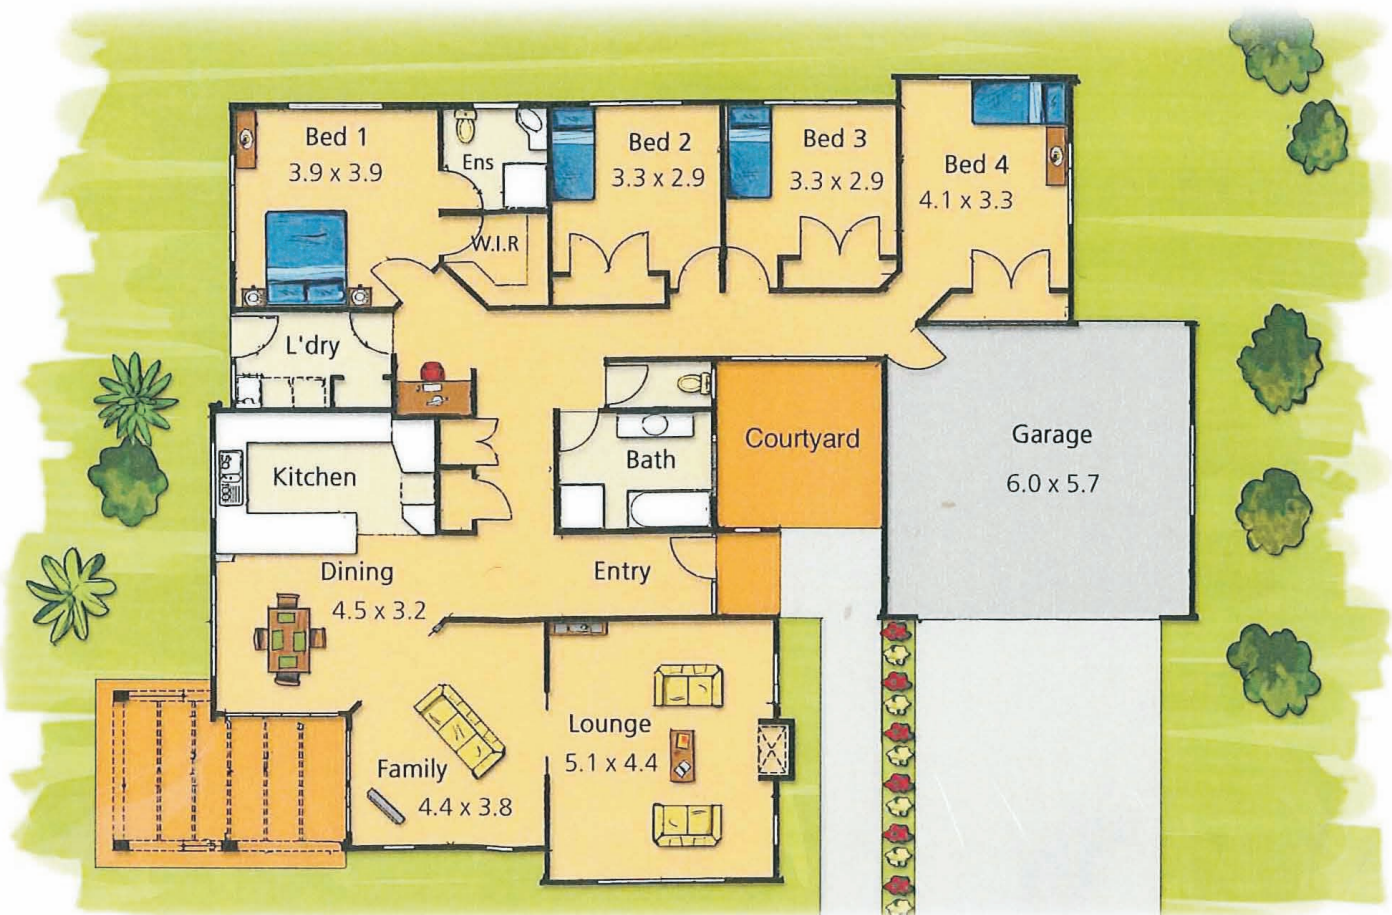 Bed 1
3.9 x 3.9
Ens
W.I.R
Bed 2
3.3 x 2.9
Bed 3
3.3 x 2.9
Bed 4
4.1 x 3.3
L'dry
Kitchen
Bath
Courtyard
Garage
6.0 x 5.7
Dining
4.5 x 3.2
Entry
Lounge
5.1 x 4.4
Family
4.4 x 3.8